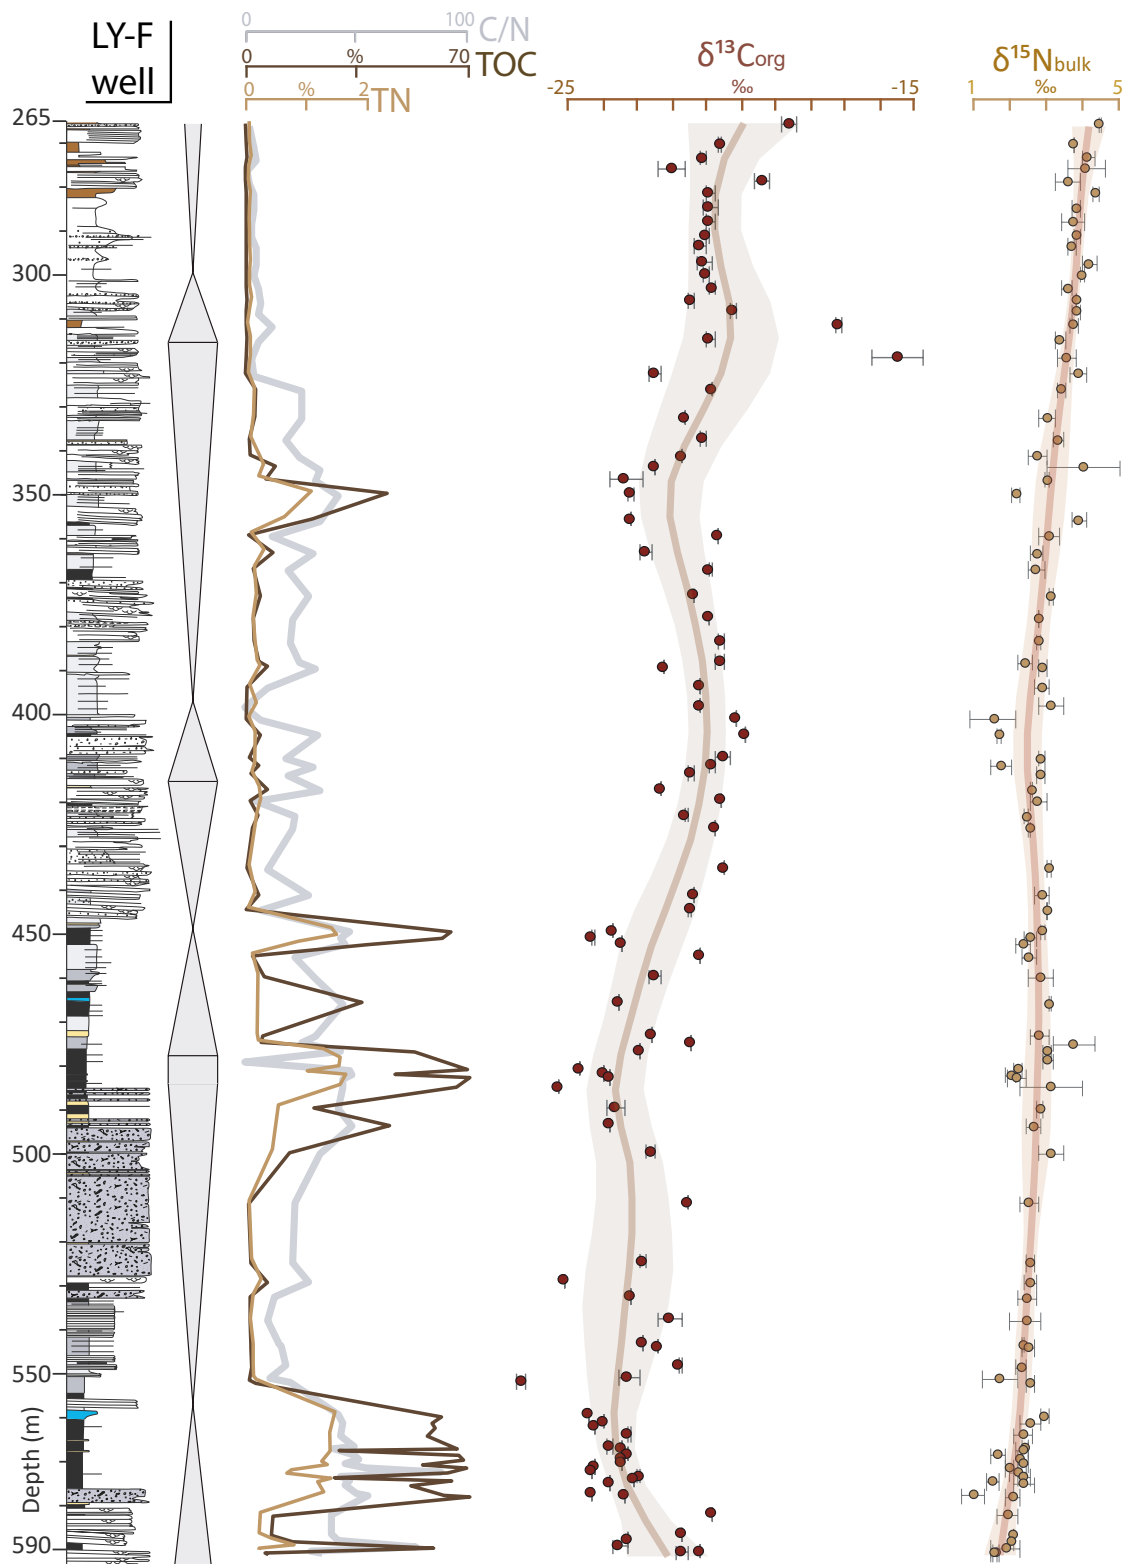 LY-F
well
0 100 C/N
0 % 70 TOC
0 % 2 TN
δ¹³Corg
-25 ‰ -15
δ¹⁵Nbulk
1 ‰ 5
265
300
350
400
450
500
550
590
Depth (m)